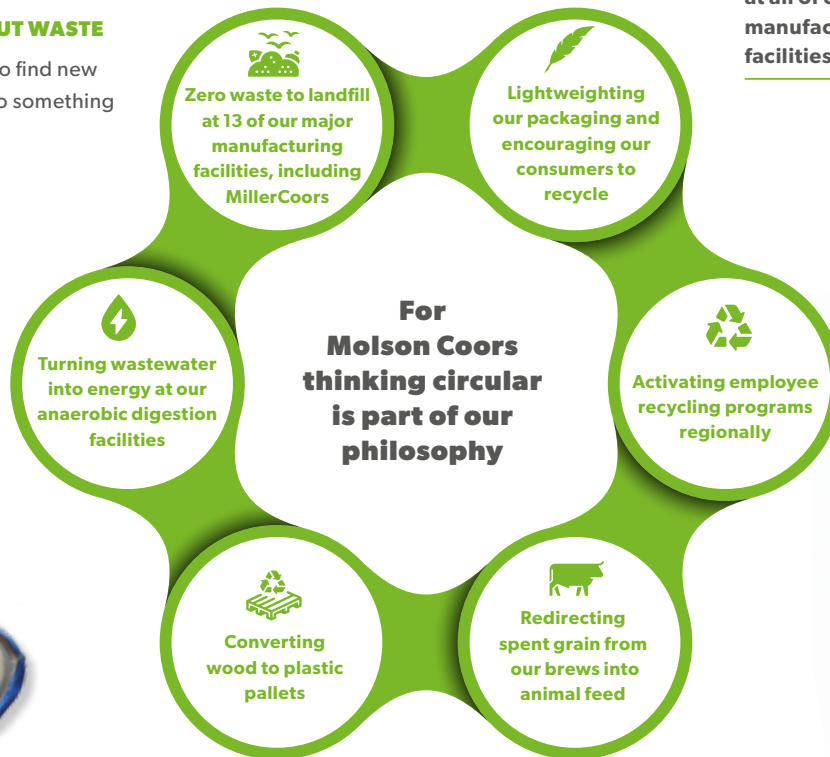 UT WASTE
o find new
o something
manufac
facilities
Zero waste to landfill
at 13 of our major
manufacturing
facilities, including
MillerCoors
Lightweighting
our packaging and
encouraging our
consumers to
recycle
Turning wastewater
into energy at our
anaerobic digestion
facilities
For
Molson Coors
thinking circular
is part of our
philosophy
Activating employee
recycling programs
regionally
Converting
wood to plastic
pallets
Redirecting
spent grain from
our brews into
animal feed